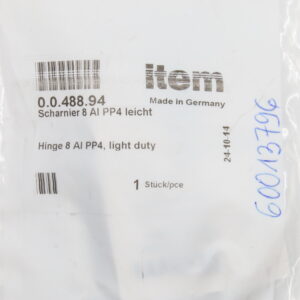 item
0.0.488.94
Made in Germany
Scharnier 8 Al PP4 leicht
Hinge 8 Al PP4, light duty
24-10-14
1 Stück/pce
60013796